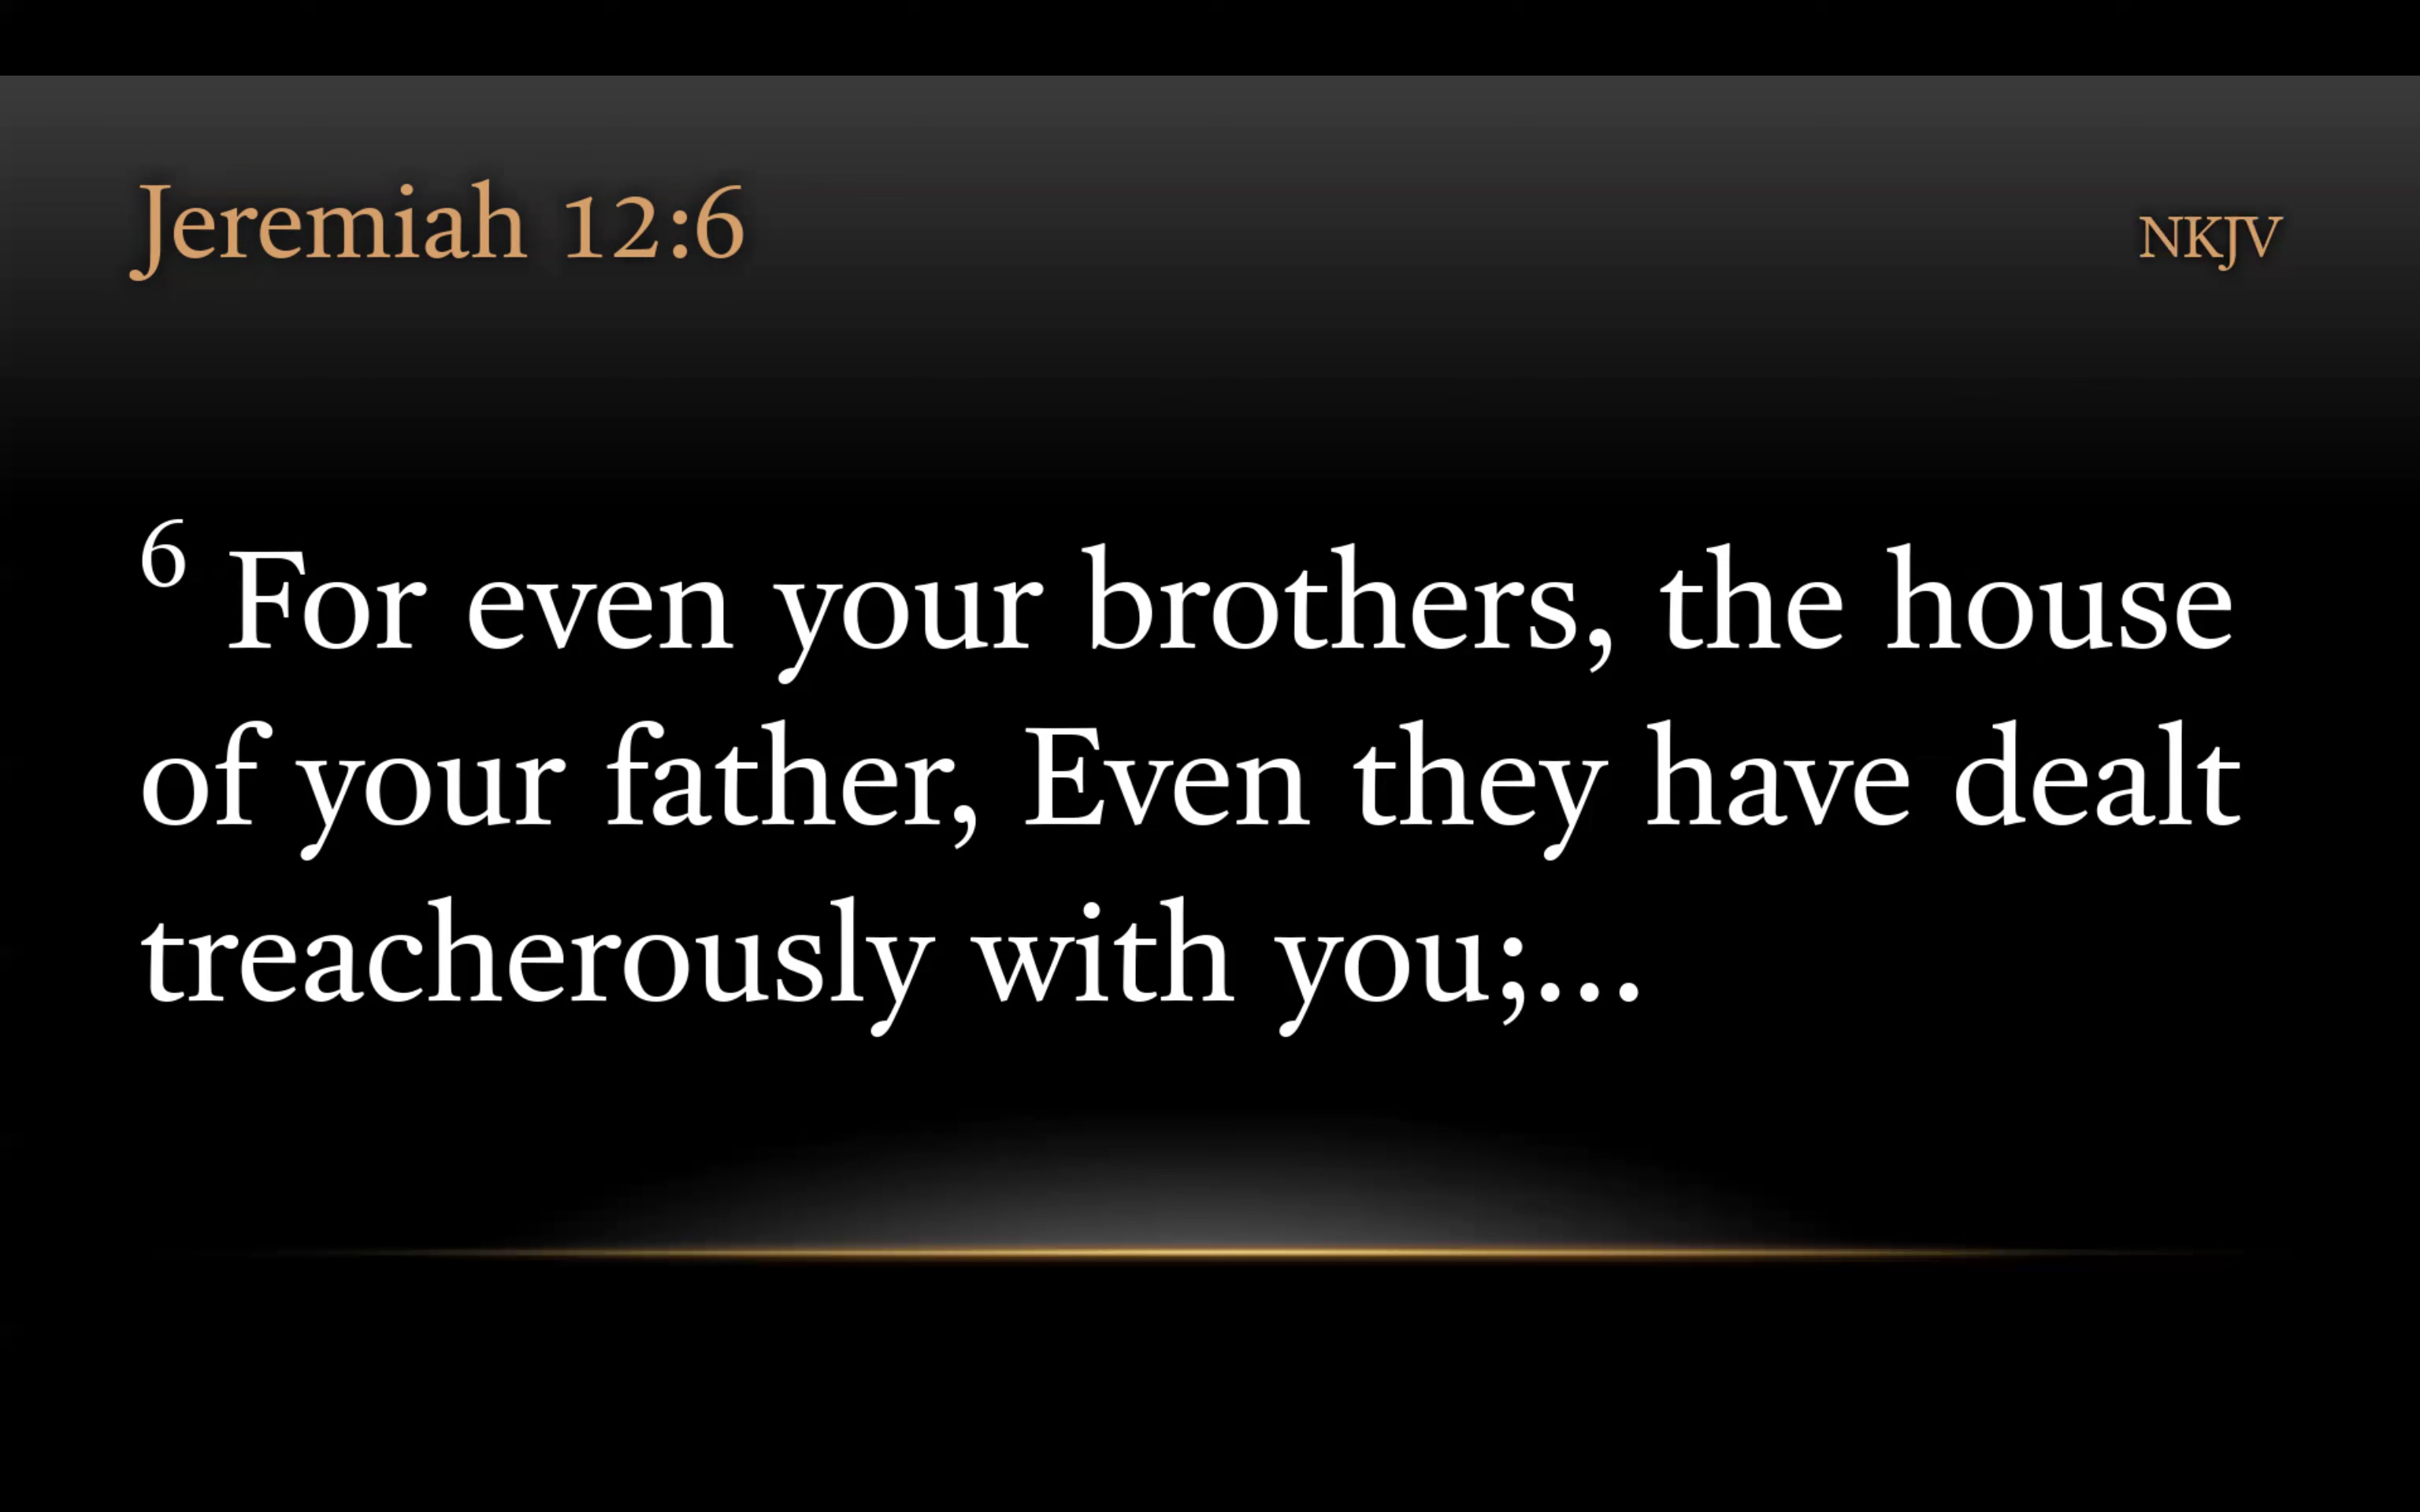 Jeremiah 12:6 NKJV
6 For even your brothers, the house
of your father, Even they have dealt
treacherously with you;...